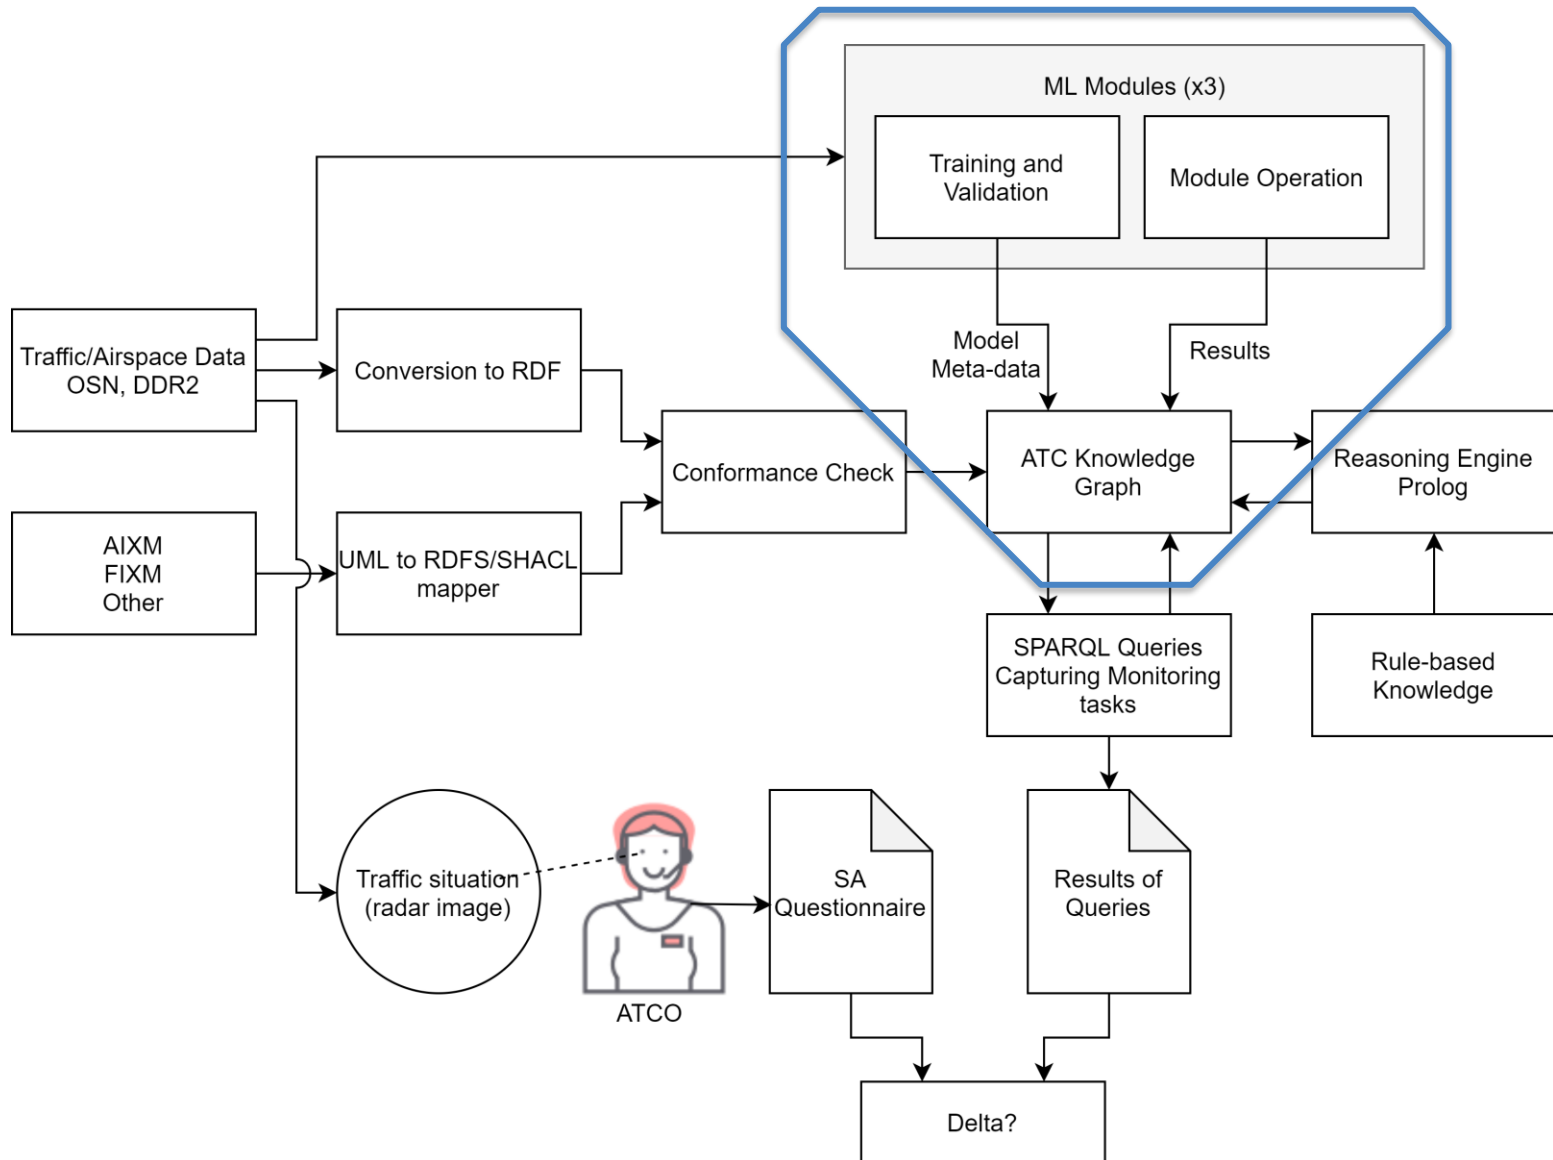 ML Modules (x3)
Training and
Validation
Module Operation
Traffic/Airspace Data
OSN, DDR2
Conversion to RDF
Model
Meta-data
Results
Conformance Check
ATC Knowledge
Graph
Reasoning Engine
Prolog
AIXM
FIXM
Other
UML to RDFS/SHACL
mapper
SPARQL Queries
Capturing Monitoring
tasks
Rule-based
Knowledge
Traffic situation
(radar image)
ATCO
SA
Questionnaire
Results of
Queries
Delta?